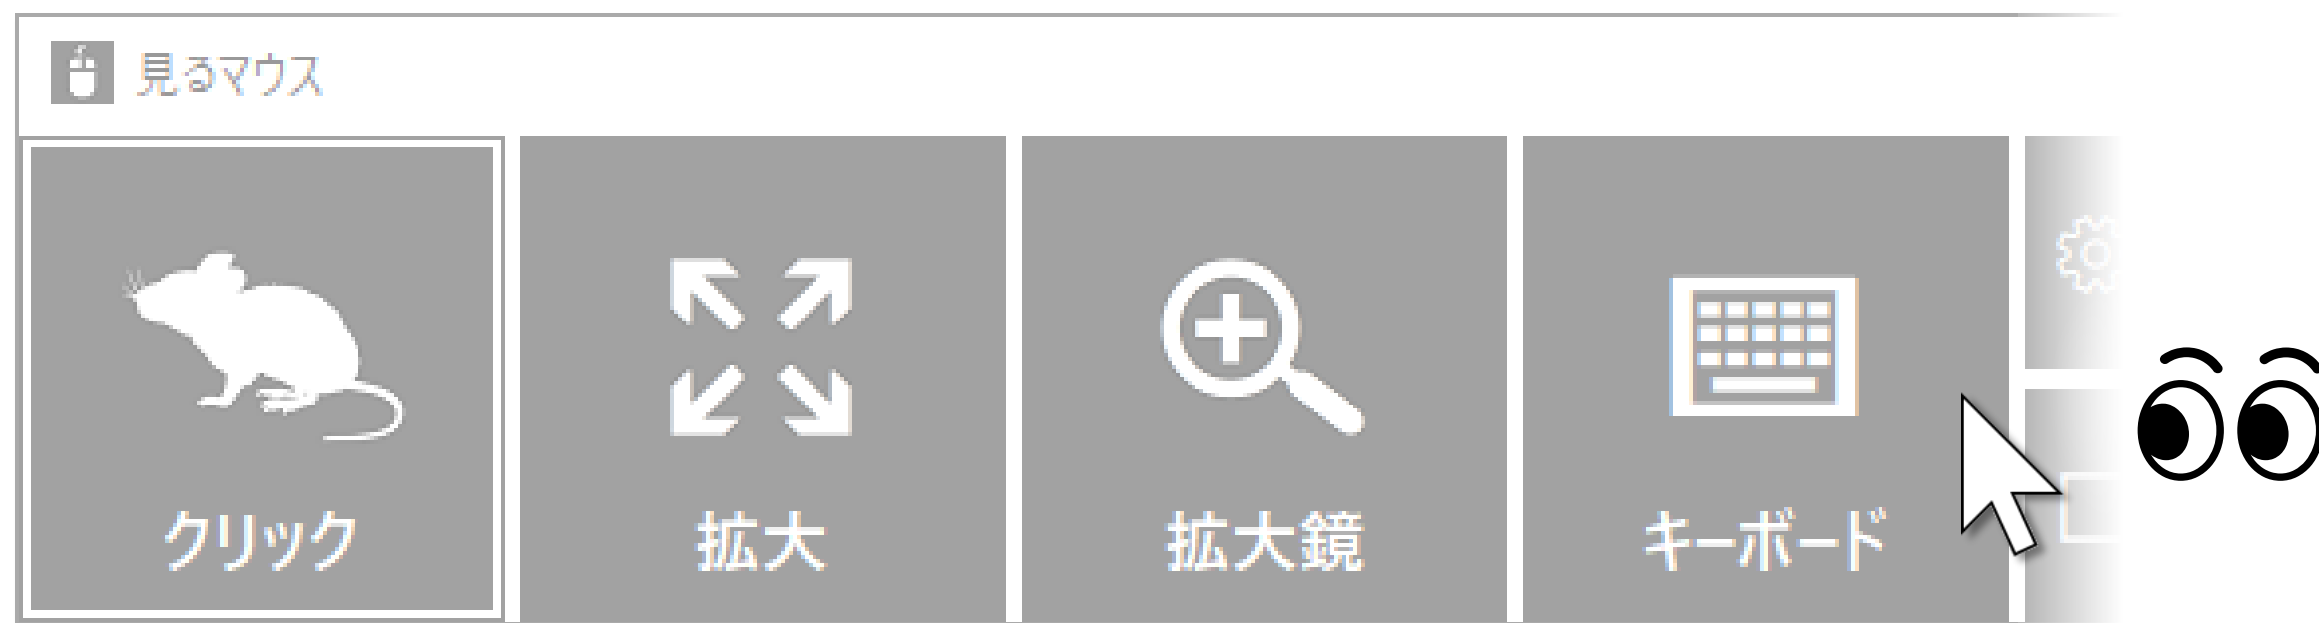 見るマウス
クリック
拡大
拡大鏡
キーボード